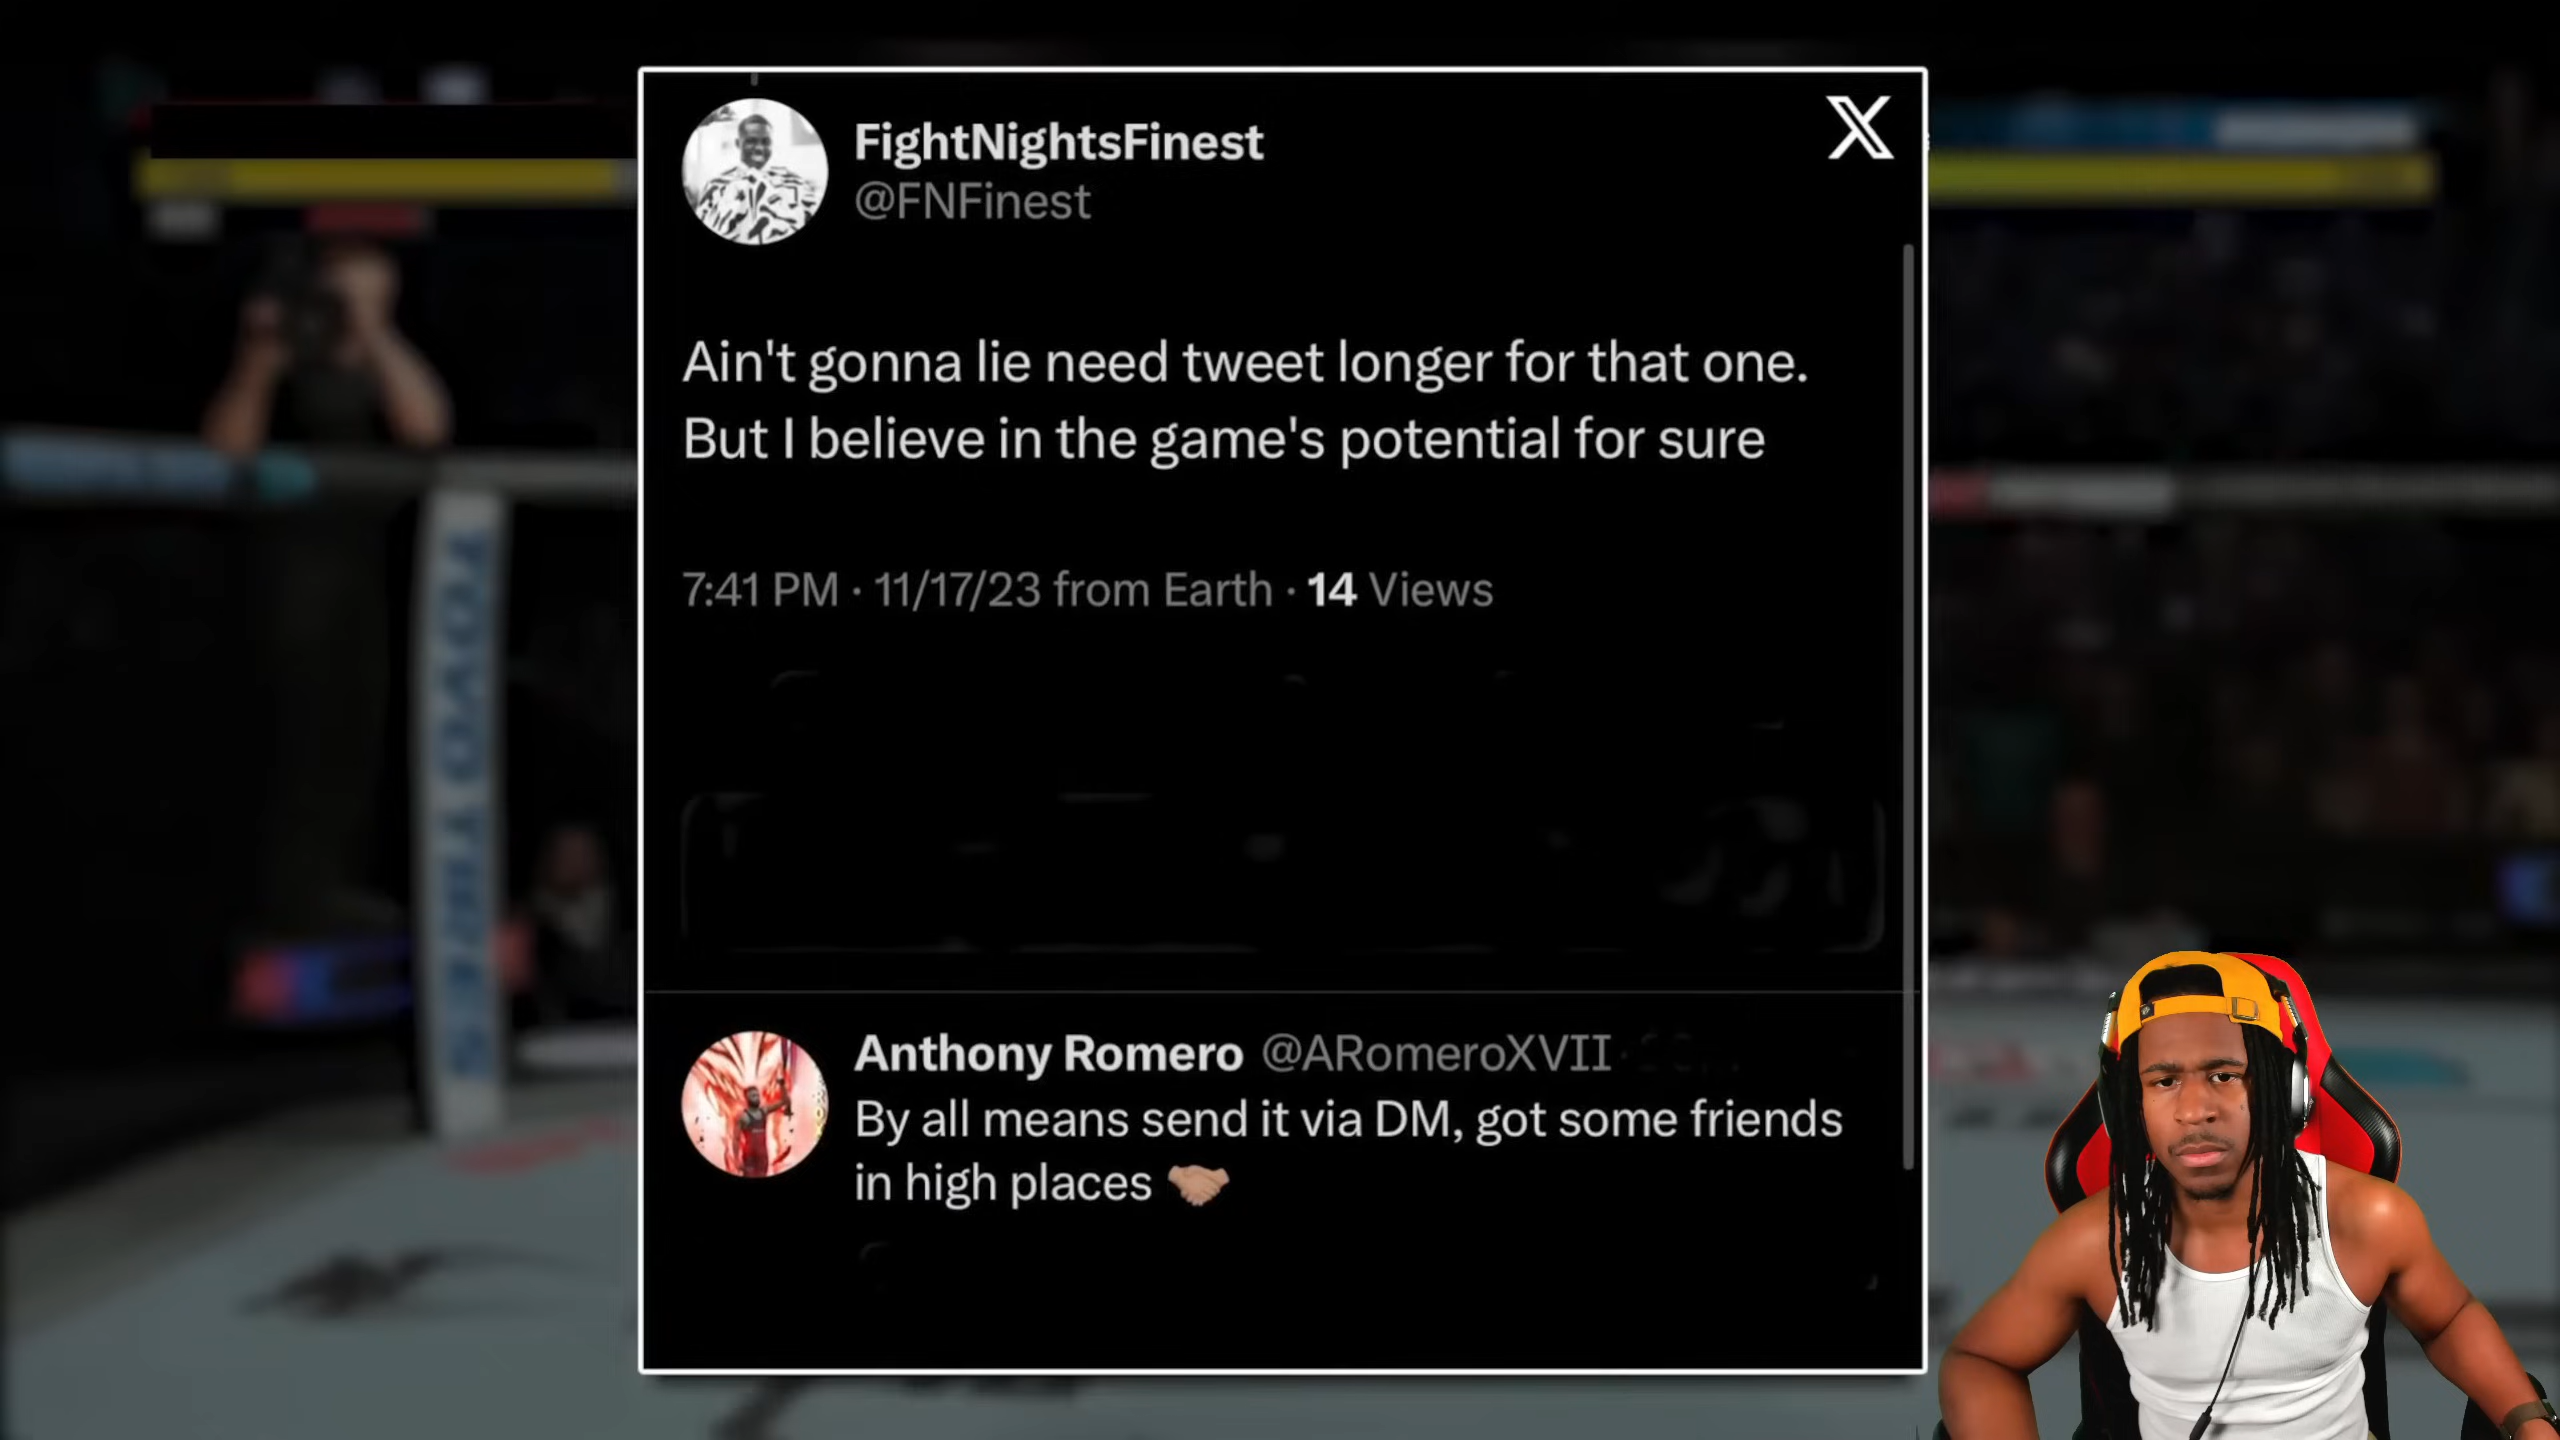 FightNightsFinest
@FNFinest
Ain't gonna lie need tweet longer for that one.
But I believe in the game's potential for sure
7:41 PM · 11/17/23 from Earth · 14 Views
Anthony Romero @ARomeroXVII
By all means send it via DM, got some friends
in high places 🤝🏼
TOYO TIRES